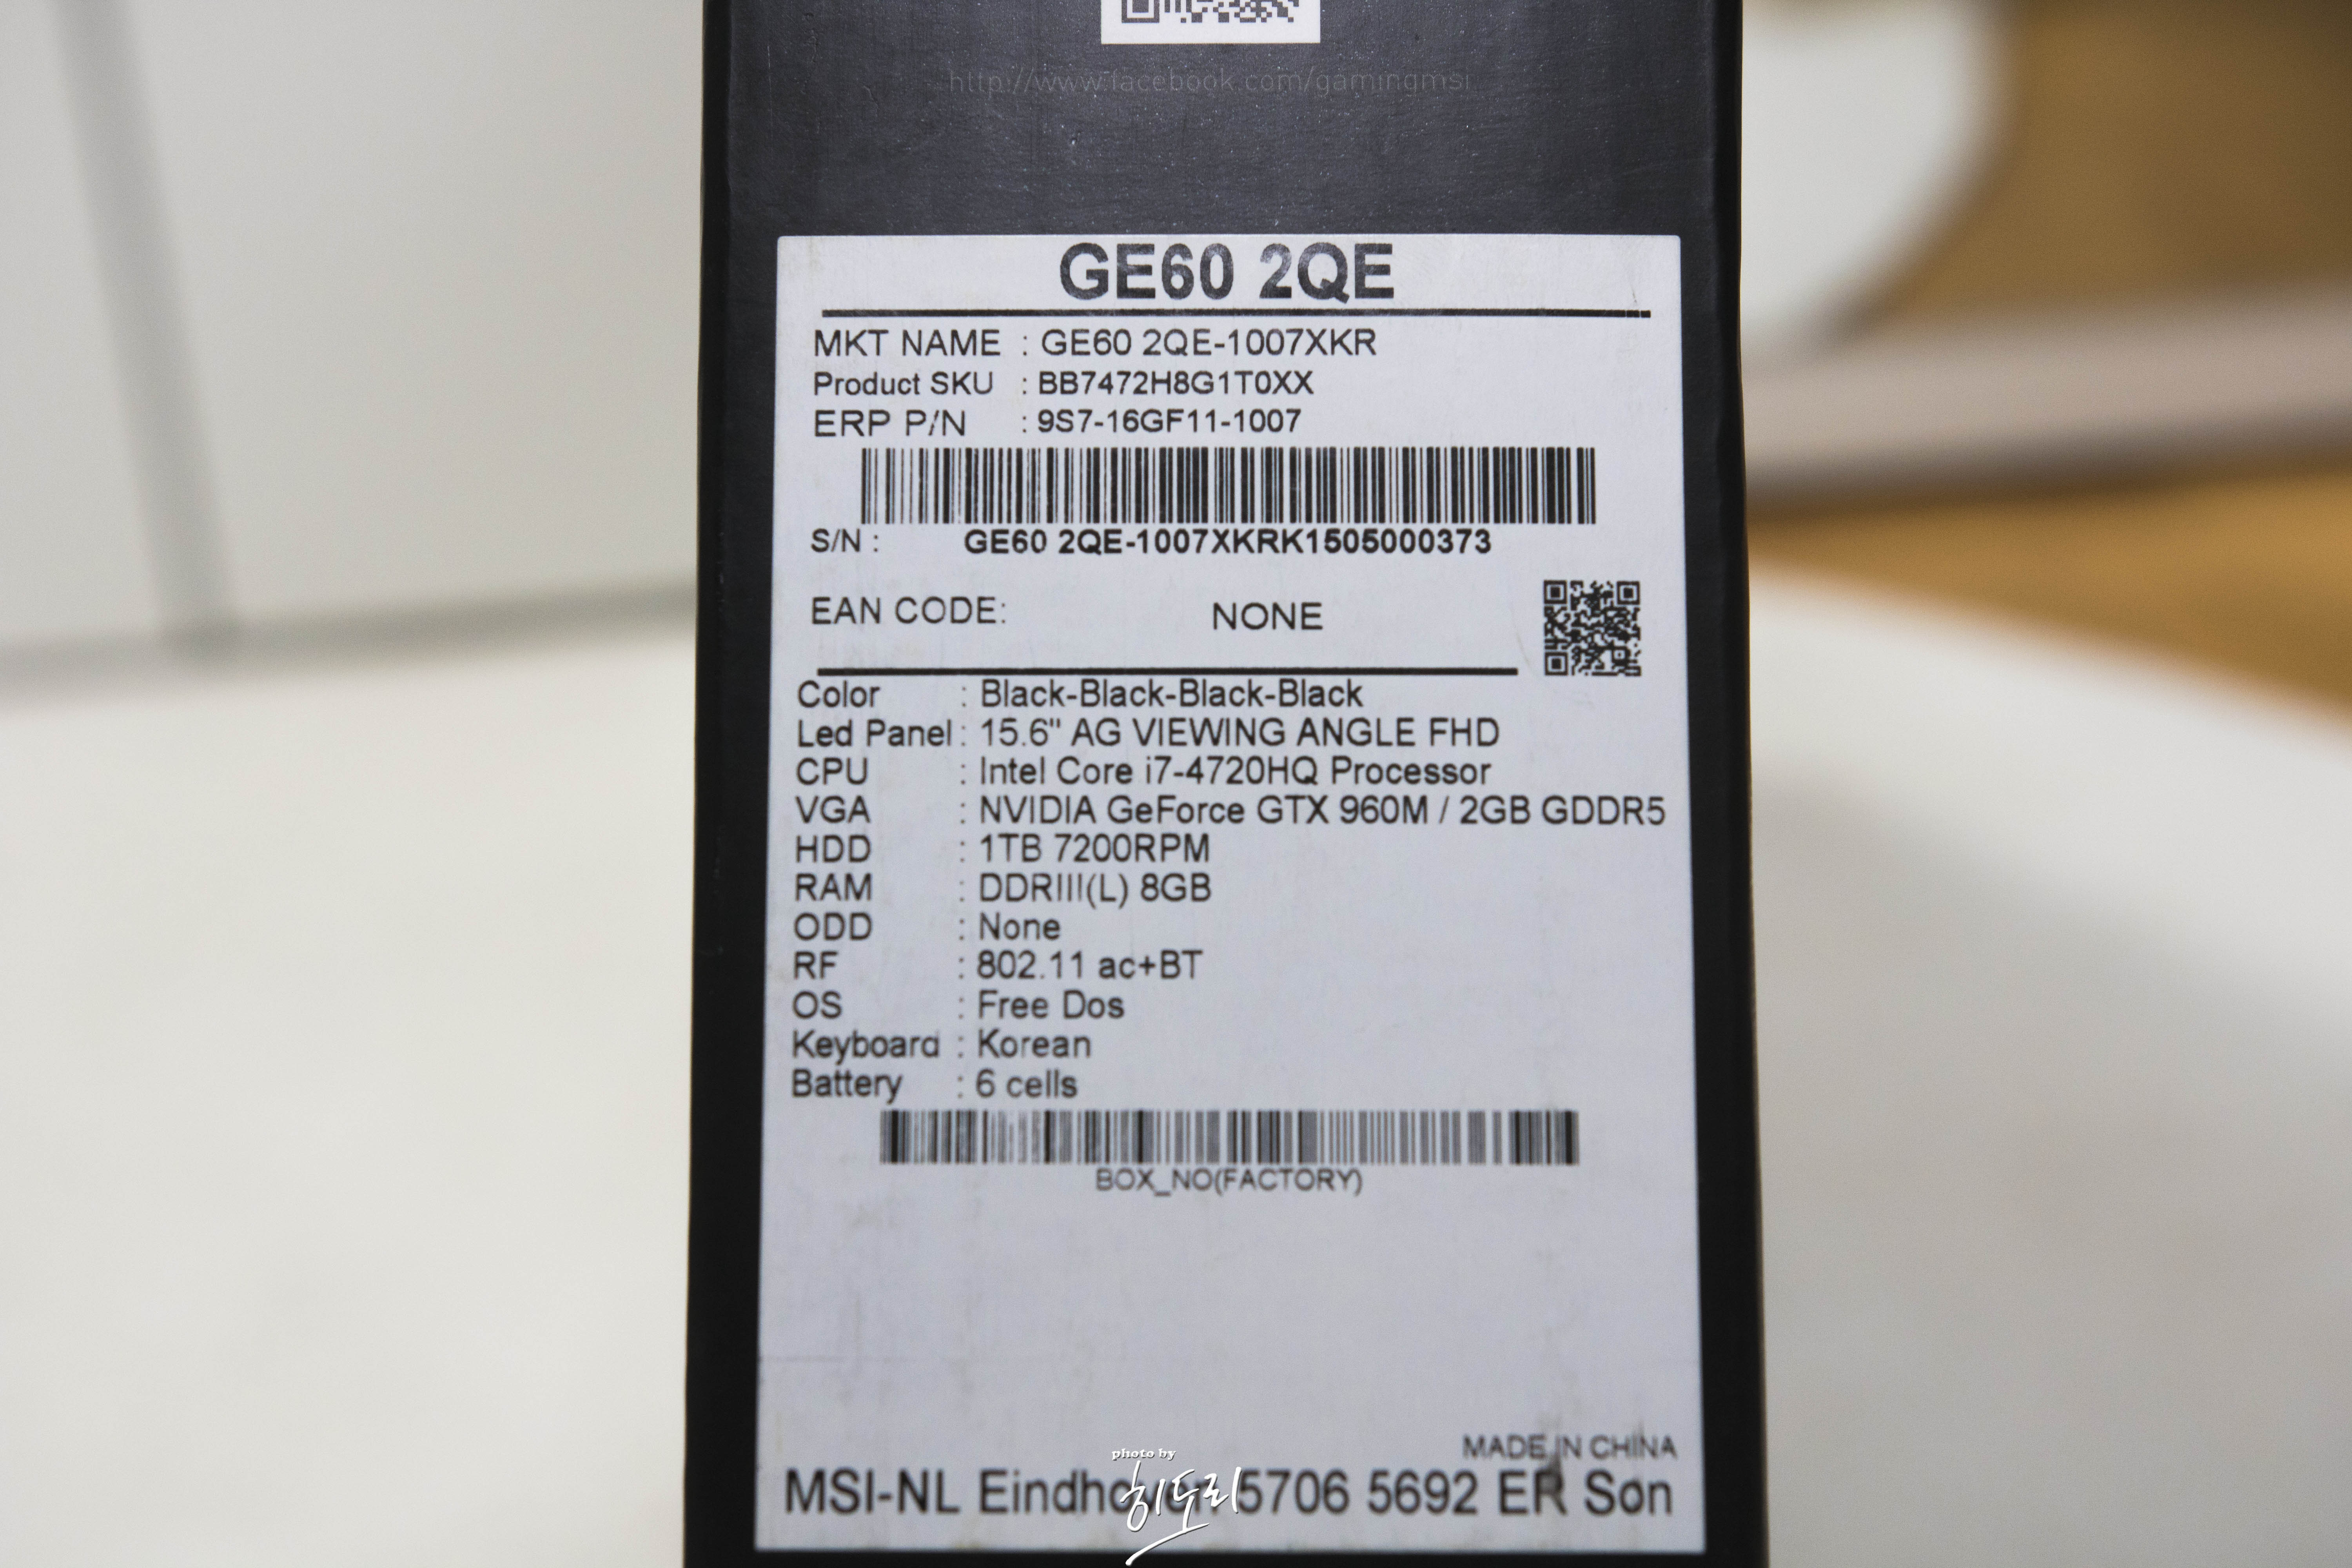 http://www.facebook.com/gamingmsi
GE60 2QE
MKT NAME : GE60 2QE-1007XKR
Product SKU : BB7472H8G1T0XX
ERP P/N : 9S7-16GF11-1007
S/N : GE60 2QE-1007XKRK1505000373
EAN CODE: NONE
Color : Black-Black-Black-Black
Led Panel : 15.6" AG VIEWING ANGLE FHD
CPU : Intel Core i7-4720HQ Processor
VGA : NVIDIA GeForce GTX 960M / 2GB GDDR5
HDD : 1TB 7200RPM
RAM : DDRIII(L) 8GB
ODD : None
RF : 802.11 ac+BT
OS : Free Dos
Keyboard : Korean
Battery : 6 cells
BOX_NO(FACTORY)
MADE IN CHINA
MSI-NL Eindhoven 5706 5692 ER Son
photo by
히도리